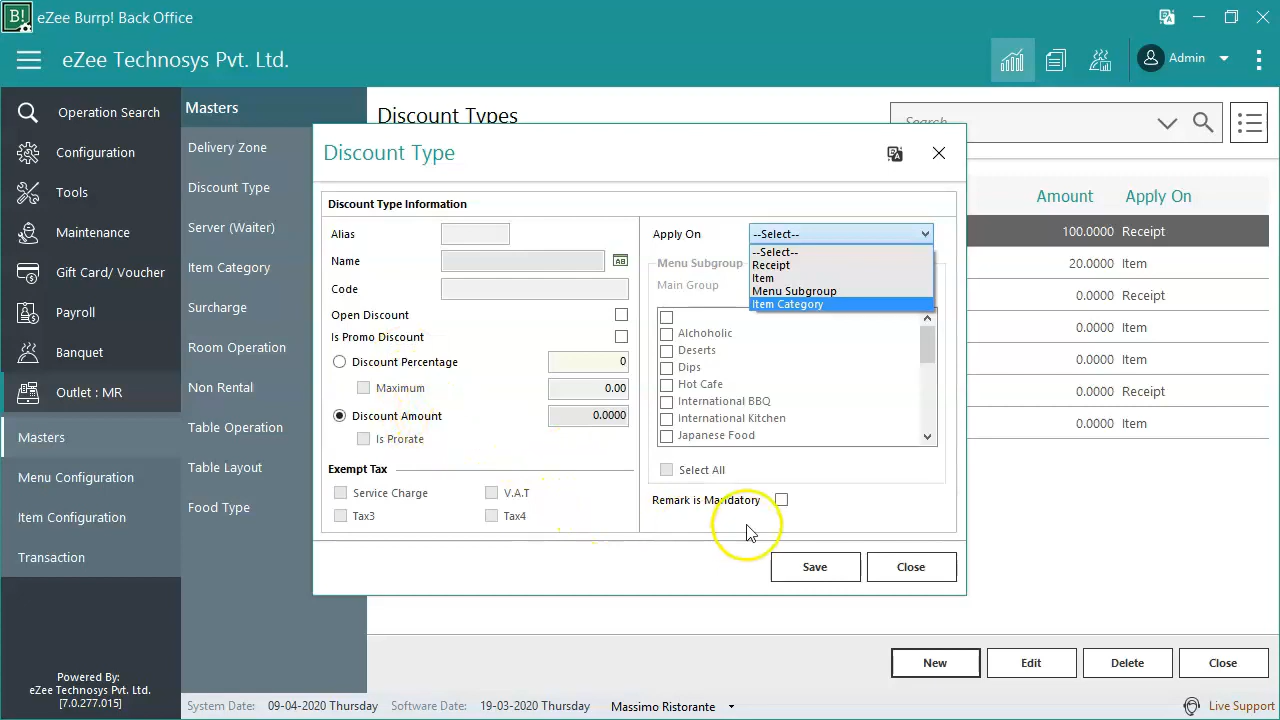 B! eZee Burrp! Back Office
eZee Technosys Pvt. Ltd.
Admin
Operation Search
Configuration
Tools
Maintenance
Gift Card/ Voucher
Payroll
Banquet
Outlet : MR
Masters
Menu Configuration
Item Configuration
Transaction
Powered By:
eZee Technosys Pvt. Ltd.
[7.0.277.015]
Masters
Delivery Zone
Discount Type
Server (Waiter)
Item Category
Surcharge
Room Operation
Non Rental
Table Operation
Table Layout
Food Type
Discount Types
Search
Amount Apply On
100.0000 Receipt
20.0000 Item
0.0000 Receipt
0.0000 Item
0.0000 Item
0.0000 Receipt
0.0000 Item
Discount Type
Discount Type Information
Alias
Name
AB
Code
Open Discount
Is Promo Discount
Discount Percentage 0
Maximum 0.00
Discount Amount 0.0000
Is Prorate
Exempt Tax
Service Charge V.A.T
Tax3 Tax4
Apply On --Select--
--Select--
Receipt
Item
Menu Subgroup
Item Category
Menu Subgroup
Main Group
Alchoholic
Deserts
Dips
Hot Cafe
International BBQ
International Kitchen
Japanese Food
Select All
Remark is Mandatory
Save Close
New Edit Delete Close
System Date: 09-04-2020 Thursday Software Date: 19-03-2020 Thursday Massimo Ristorante Live Support